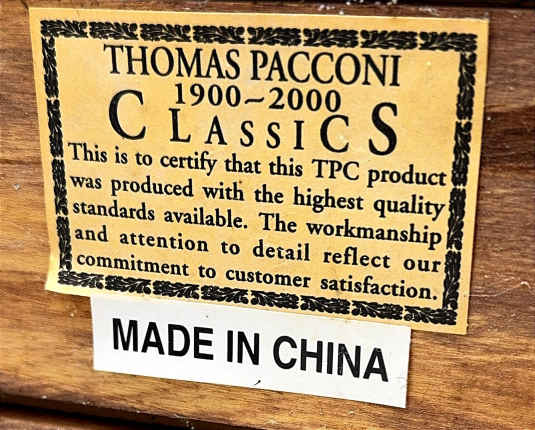 THOMAS PACCONI
1900~2000
CLASSICS
This is to certify that this TPC product
was produced with the highest quality
standards available. The workmanship
and attention to detail reflect our
commitment to customer satisfaction.
MADE IN CHINA